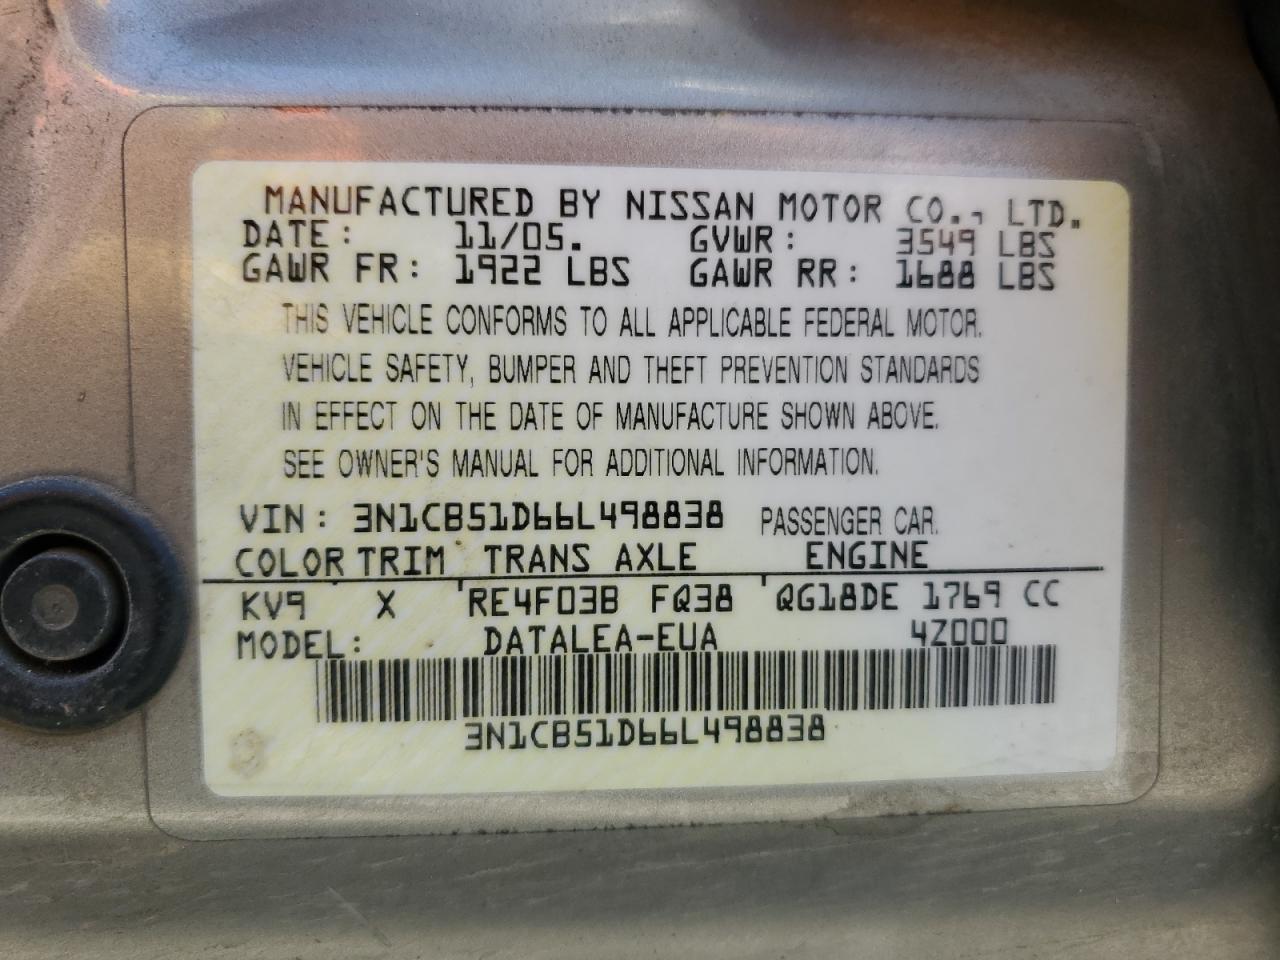 MANUFACTURED BY NISSAN MOTOR CO., LTD.
DATE: 11/05. GVWR: 3549 LBS
GAWR FR: 1922 LBS GAWR RR: 1688 LBS
THIS VEHICLE CONFORMS TO ALL APPLICABLE FEDERAL MOTOR.
VEHICLE SAFETY, BUMPER AND THEFT PREVENTION STANDARDS
IN EFFECT ON THE DATE OF MANUFACTURE SHOWN ABOVE.
SEE OWNER'S MANUAL FOR ADDITIONAL INFORMATION.
VIN: 3N1CB51D66L498838 PASSENGER CAR.
COLOR TRIM TRANS AXLE ENGINE
KV9 X RE4F03B FQ38 QG18DE 1769 CC
MODEL: DATALEA-EUA 4Z000
3N1CB51D66L498838